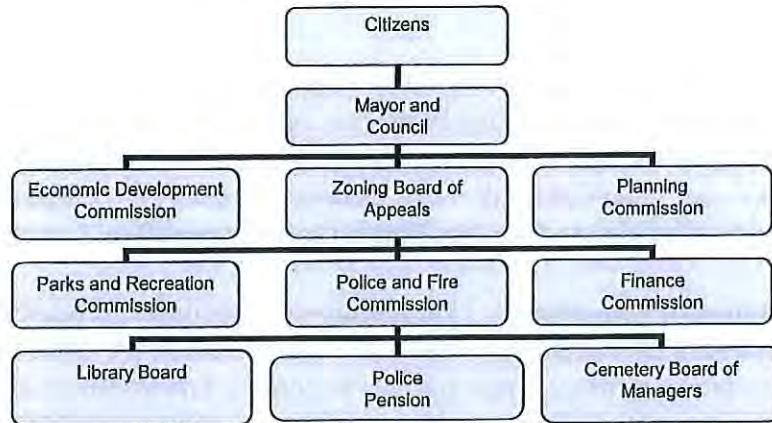 Citizens
Mayor and
Council
Economic Development
Commission
Zoning Board of
Appeals
Planning
Commission
Parks and Recreation
Commission
Police and Fire
Commission
Finance
Commission
Library Board
Police
Pension
Cemetery Board of
Managers